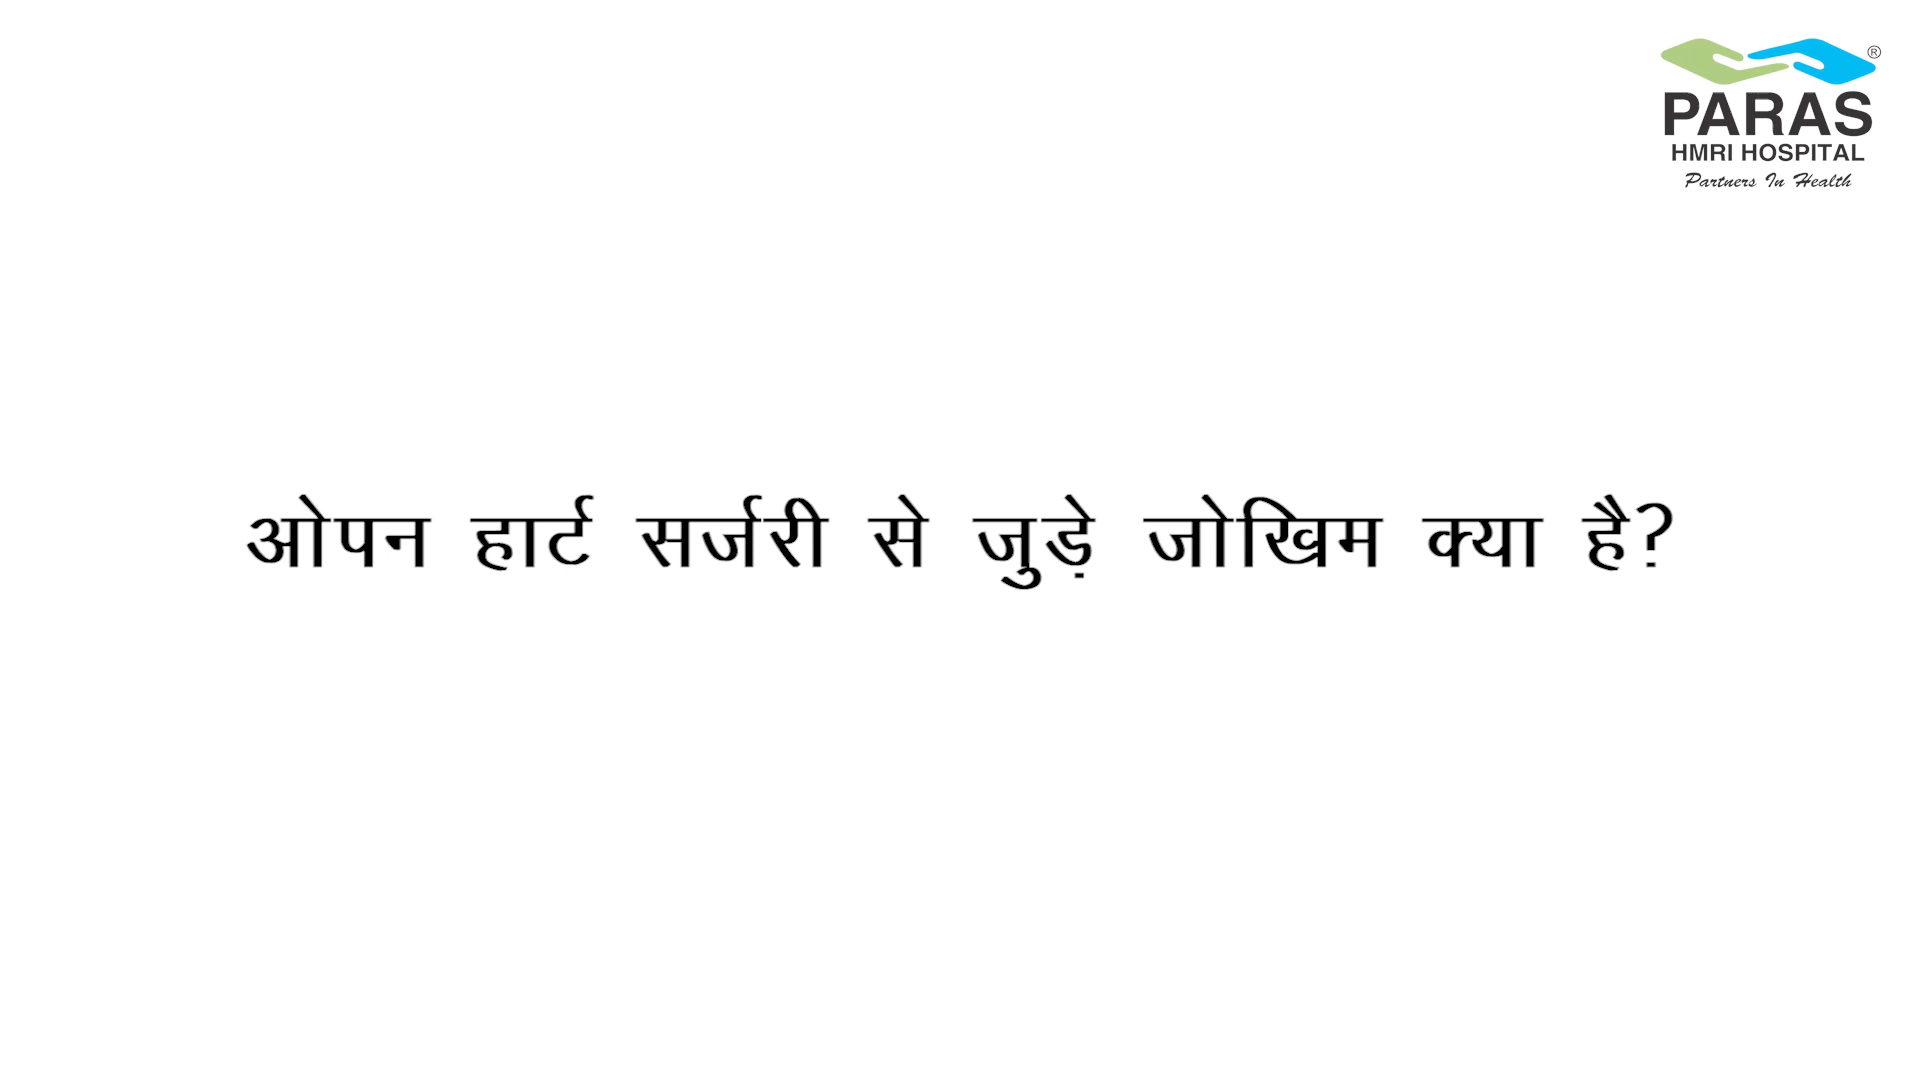 ®
PARAS
HMRI HOSPITAL
Partners In Health
ओपन हार्ट सर्जरी से जुड़े जोखिम क्या है?